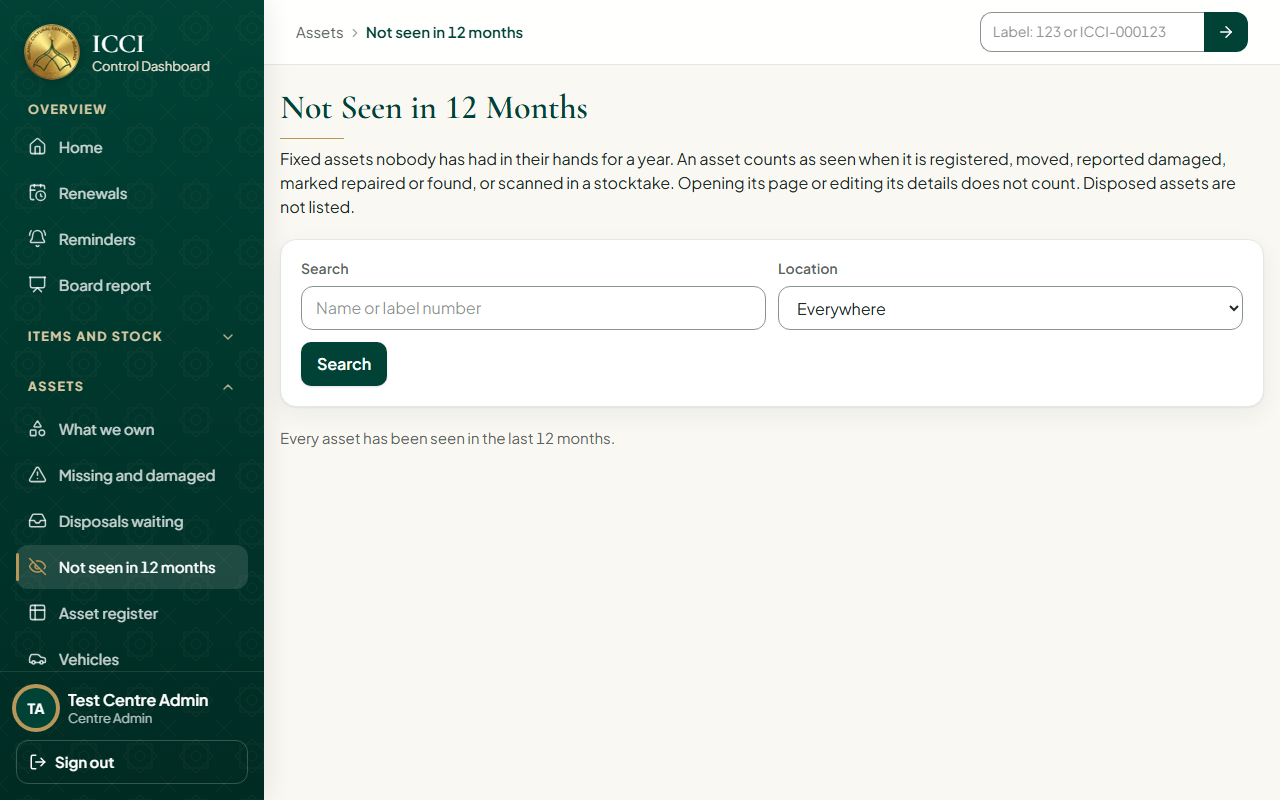 ICCI
Control Dashboard
OVERVIEW
Home
Renewals
Reminders
Board report
ITEMS AND STOCK
ASSETS
What we own
Missing and damaged
Disposals waiting
Not seen in 12 months
Asset register
Vehicles
TA
Test Centre Admin
Centre Admin
Sign out
Assets > Not seen in 12 months
Label: 123 or ICCI-000123
Not Seen in 12 Months
Fixed assets nobody has had in their hands for a year. An asset counts as seen when it is registered, moved, reported damaged,
marked repaired or found, or scanned in a stocktake. Opening its page or editing its details does not count. Disposed assets are
not listed.
Search
Name or label number
Location
Everywhere
Search
Every asset has been seen in the last 12 months.